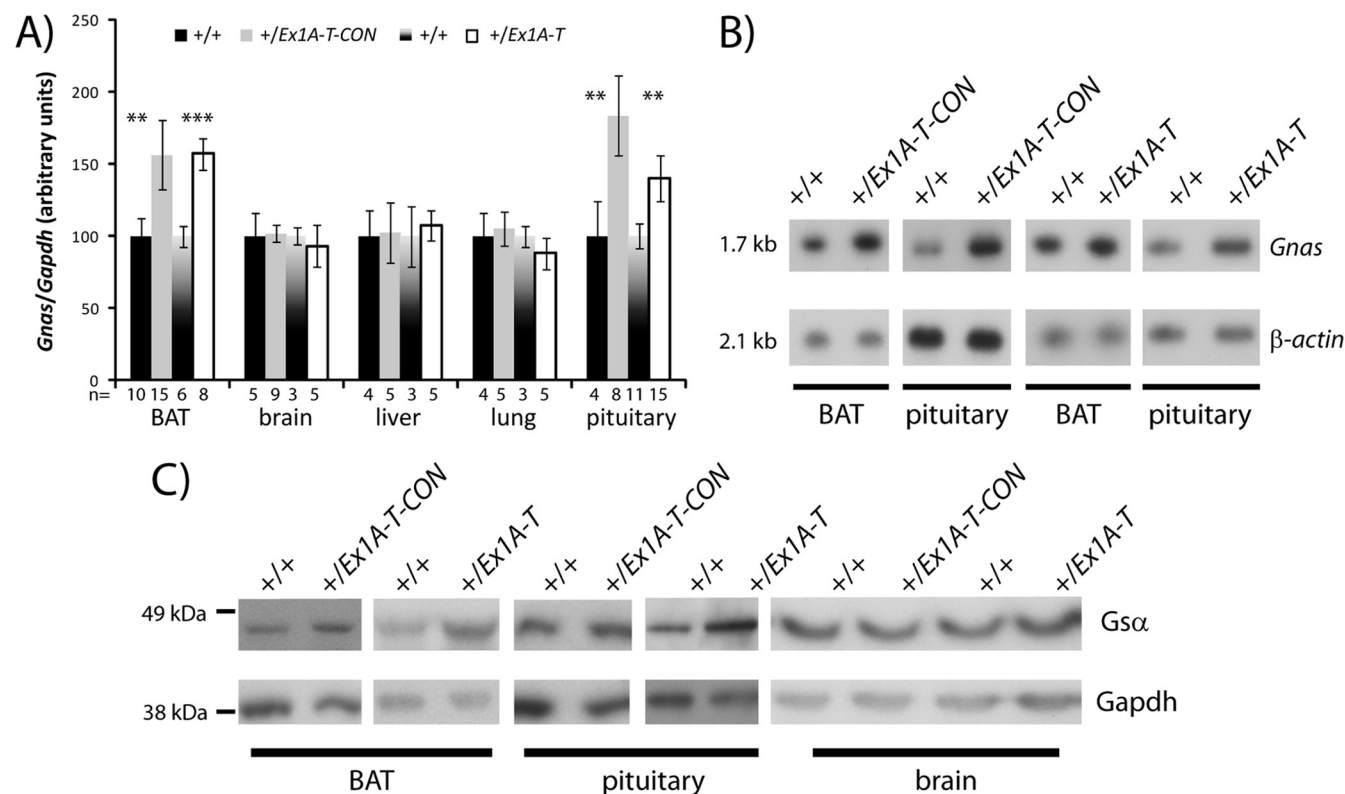 A)
250
200
150
100
50
0
Gnas/Gapdh (arbitrary units)
+/+ +/Ex1A-T-CON +/+ +/Ex1A-T
** *** ** **
n= 10 15 6 8 5 9 3 5 4 5 3 5 4 5 3 5 4 8 11 15
BAT brain liver lung pituitary
B)
+/+ +/Ex1A-T-CON +/+ +/Ex1A-T-CON +/+ +/Ex1A-T +/+ +/Ex1A-T
1.7 kb Gnas
2.1 kb β-actin
BAT pituitary BAT pituitary
C)
+/+ +/Ex1A-T-CON +/+ +/Ex1A-T +/+ +/Ex1A-T-CON +/+ +/Ex1A-T +/+ +/Ex1A-T-CON +/+ +/Ex1A-T
49 kDa Gsα
38 kDa Gapdh
BAT pituitary brain